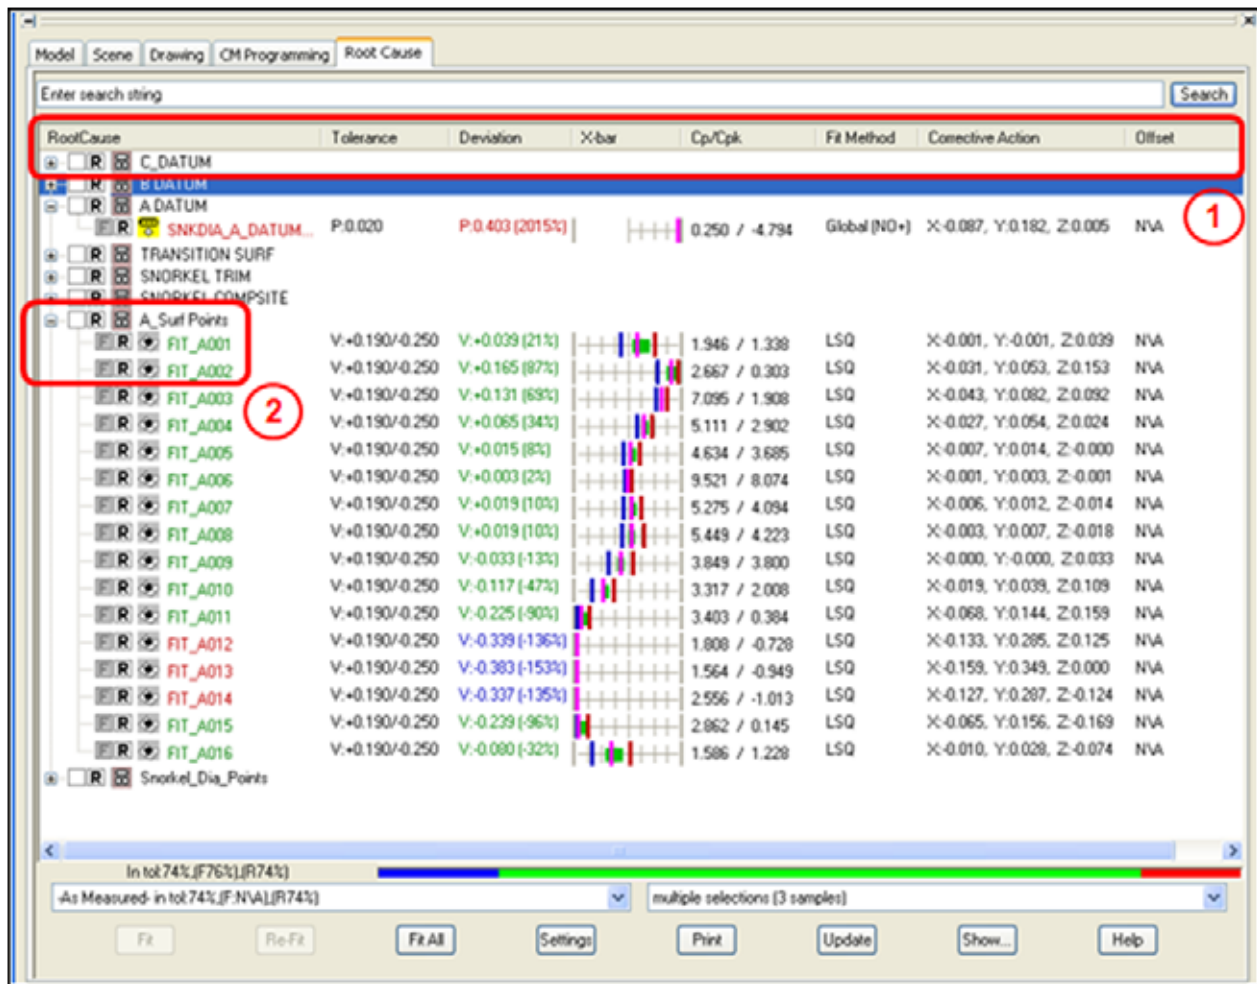 Model Scene Drawing CM Programming Root Cause
Enter search string Search
RootCause Tolerance Deviation X-bar Cp/Cpk Fit Method Corrective Action Offset
R C_DATUM
R B DATUM
R A DATUM
F R SNKDIA_A_DATUM... P:0.020 P:0.403 (2015%) 0.250 / -4.794 Global (NO+) X:-0.087, Y:0.182, Z:0.005 N\A
1
R TRANSITION SURF
R SNORKEL TRIM
R SNORKEL COMPSITE
R A_Surf Points
F R FIT_A001 V:+0.190/-0.250 V:+0.039 (21%) 1.946 / 1.338 LSQ X:-0.001, Y:-0.001, Z:0.039 N\A
F R FIT_A002 V:+0.190/-0.250 V:+0.165 (87%) 2.667 / 0.303 LSQ X:-0.031, Y:0.053, Z:0.153 N\A
F R FIT_A003 V:+0.190/-0.250 V:+0.131 (69%) 7.095 / 1.908 LSQ X:-0.043, Y:0.082, Z:0.092 N\A
2
F R FIT_A004 V:+0.190/-0.250 V:+0.065 (34%) 5.111 / 2.902 LSQ X:-0.027, Y:0.054, Z:0.024 N\A
F R FIT_A005 V:+0.190/-0.250 V:+0.015 (8%) 4.634 / 3.685 LSQ X:-0.007, Y:0.014, Z:-0.000 N\A
F R FIT_A006 V:+0.190/-0.250 V:+0.003 (2%) 9.521 / 8.074 LSQ X:-0.001, Y:0.003, Z:-0.001 N\A
F R FIT_A007 V:+0.190/-0.250 V:+0.019 (10%) 5.275 / 4.094 LSQ X:-0.006, Y:0.012, Z:-0.014 N\A
F R FIT_A008 V:+0.190/-0.250 V:+0.019 (10%) 5.449 / 4.223 LSQ X:-0.003, Y:0.007, Z:-0.018 N\A
F R FIT_A009 V:+0.190/-0.250 V:-0.033 (-13%) 3.849 / 3.800 LSQ X:-0.000, Y:-0.000, Z:0.033 N\A
F R FIT_A010 V:+0.190/-0.250 V:-0.117 (-47%) 3.317 / 2.008 LSQ X:-0.019, Y:0.039, Z:0.109 N\A
F R FIT_A011 V:+0.190/-0.250 V:-0.225 (-90%) 3.403 / 0.384 LSQ X:-0.068, Y:0.144, Z:0.159 N\A
F R FIT_A012 V:+0.190/-0.250 V:-0.339 (-136%) 1.808 / -0.728 LSQ X:-0.133, Y:0.285, Z:0.125 N\A
F R FIT_A013 V:+0.190/-0.250 V:-0.383 (-153%) 1.564 / -0.949 LSQ X:-0.159, Y:0.349, Z:0.000 N\A
F R FIT_A014 V:+0.190/-0.250 V:-0.337 (-135%) 2.556 / -1.013 LSQ X:-0.127, Y:0.287, Z:-0.124 N\A
F R FIT_A015 V:+0.190/-0.250 V:-0.239 (-96%) 2.862 / 0.145 LSQ X:-0.065, Y:0.156, Z:-0.169 N\A
F R FIT_A016 V:+0.190/-0.250 V:-0.080 (-32%) 1.586 / 1.228 LSQ X:-0.010, Y:0.028, Z:-0.074 N\A
R Snorkel_Dia_Points
In tol:74%,(F76%),(R74%)
-As Measured- in tol:74%,(F:N\A),(R74%) multiple selections (3 samples)
Fit Re-Fit Fit All Settings Print Update Show... Help